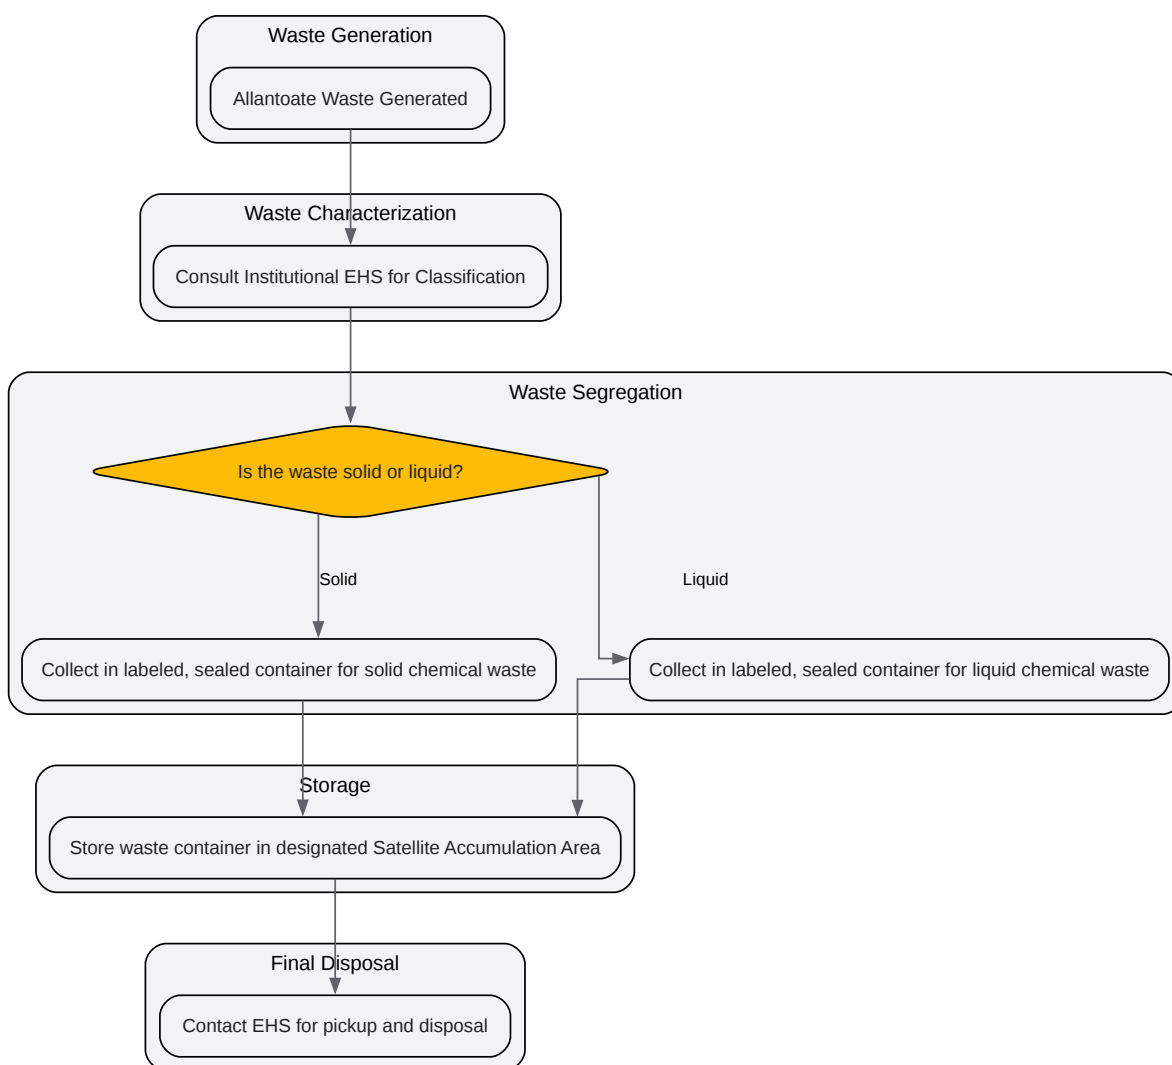 Waste Generation
Allantoate Waste Generated
Waste Characterization
Consult Institutional EHS for Classification
Waste Segregation
Is the waste solid or liquid?
Solid
Liquid
Collect in labeled, sealed container for solid chemical waste
Collect in labeled, sealed container for liquid chemical waste
Storage
Store waste container in designated Satellite Accumulation Area
Final Disposal
Contact EHS for pickup and disposal